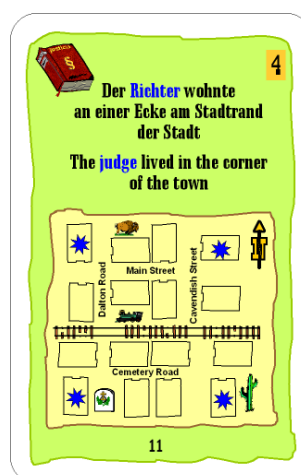 4
Der Richter wohnte
an einer Ecke am Stadtrand
der Stadt
The judge lived in the corner
of the town
Main Street
Dalton Road
Cavendish Street
Cemetery Road
11